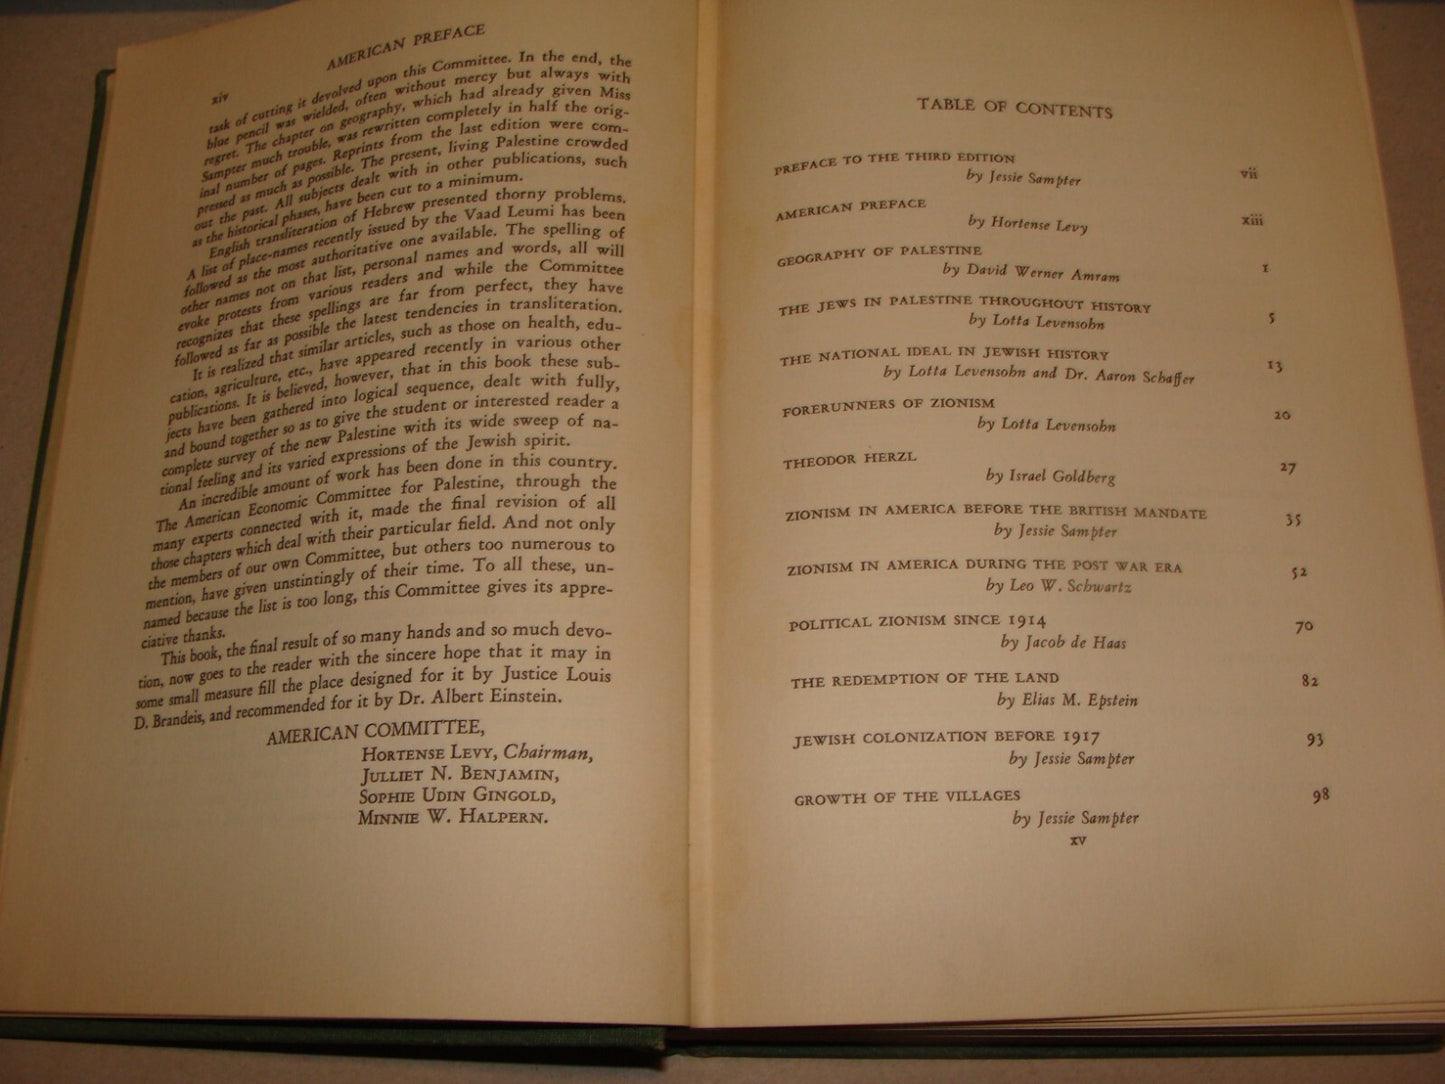 xiv
AMERICAN PREFACE
task of cutting it devolved upon this Committee. In the end, the
blue pencil was wielded, often without mercy but always with
regret. The chapter on geography, which had already given Miss
Sampter much trouble, was rewritten completely in half the orig-
inal number of pages. Reprints from the last edition were com-
pressed as much as possible. The present, living Palestine crowded
out the past. All subjects dealt with in other publications, such
as the historical phases, have been cut to a minimum.
English transliteration of Hebrew presented thorny problems.
A list of place-names recently issued by the Vaad Leumi has been
followed as the most authoritative one available. The spelling of
other names not on that list, personal names and words, all will
evoke protests from various readers and while the Committee
recognizes that these spellings are far from perfect, they have
followed as far as possible the latest tendencies in transliteration.
It is realized that similar articles, such as those on health, edu-
cation, agriculture, etc., have appeared recently in various other
publications. It is believed, however, that in this book these sub-
jects have been gathered into logical sequence, dealt with fully,
and bound together so as to give the student or interested reader a
complete survey of the new Palestine with its wide sweep of na-
tional feeling and its varied expressions of the Jewish spirit.
An incredible amount of work has been done in this country.
The American Economic Committee for Palestine, through the
many experts connected with it, made the final revision of all
those chapters which deal with their particular field. And not only
the members of our own Committee, but others too numerous to
mention, have given unstintingly of their time. To all these, un-
named because the list is too long, this Committee gives its appre-
ciative thanks.
This book, the final result of so many hands and so much devo-
tion, now goes to the reader with the sincere hope that it may in
some small measure fill the place designed for it by Justice Louis
D. Brandeis, and recommended for it by Dr. Albert Einstein.
AMERICAN COMMITTEE,
HORTENSE LEVY, Chairman,
JULLIET N. BENJAMIN,
SOPHIE UDIN GINGOLD,
MINNIE W. HALPERN.
TABLE OF CONTENTS
PREFACE TO THE THIRD EDITION vii
by Jessie Sampter
AMERICAN PREFACE xiii
by Hortense Levy
GEOGRAPHY OF PALESTINE 1
by David Werner Amram
THE JEWS IN PALESTINE THROUGHOUT HISTORY 5
by Lotta Levensohn
THE NATIONAL IDEAL IN JEWISH HISTORY 13
by Lotta Levensohn and Dr. Aaron Schaffer
FORERUNNERS OF ZIONISM 20
by Lotta Levensohn
THEODOR HERZL 27
by Israel Goldberg
ZIONISM IN AMERICA BEFORE THE BRITISH MANDATE 35
by Jessie Sampter
ZIONISM IN AMERICA DURING THE POST WAR ERA 52
by Leo W. Schwartz
POLITICAL ZIONISM SINCE 1914 70
by Jacob de Haas
THE REDEMPTION OF THE LAND 82
by Elias M. Epstein
JEWISH COLONIZATION BEFORE 1917 93
by Jessie Sampter
GROWTH OF THE VILLAGES 98
by Jessie Sampter
xv